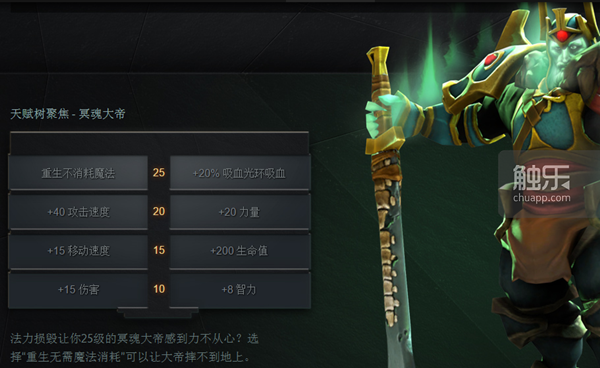 天赋树聚焦 - 冥魂大帝
重生不消耗魔法 25 +20% 吸血光环吸血
+40 攻击速度 20 +20 力量
+15 移动速度 15 +200 生命值
+15 伤害 10 +8 智力
法力损毁让你25级的冥魂大帝感到力不从心？选
择"重生无需魔法消耗"可以让大帝摔不到地上。
触乐
chuapp.com